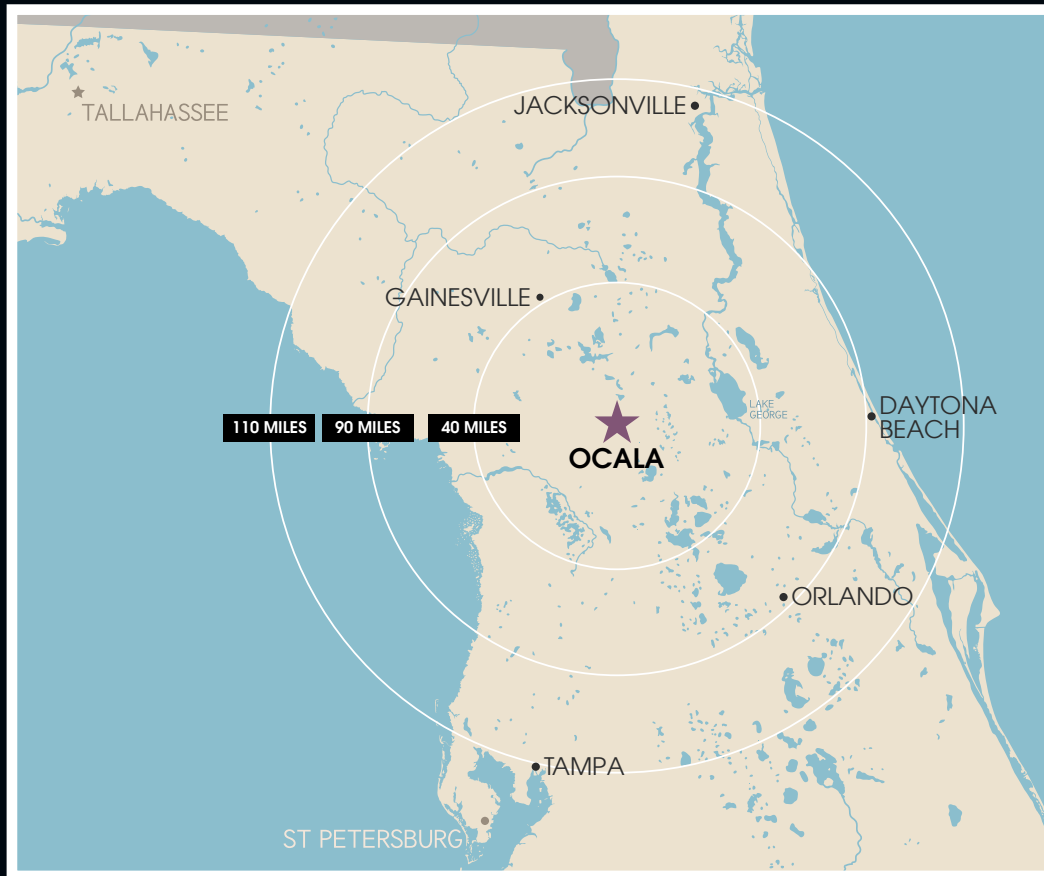 JACKSONVILLE
TALLAHASSEE
GAINESVILLE
LAKE
GEORGE
DAYTONA
BEACH
110 MILES
90 MILES
40 MILES
OCALA
ORLANDO
TAMPA
ST PETERSBURG